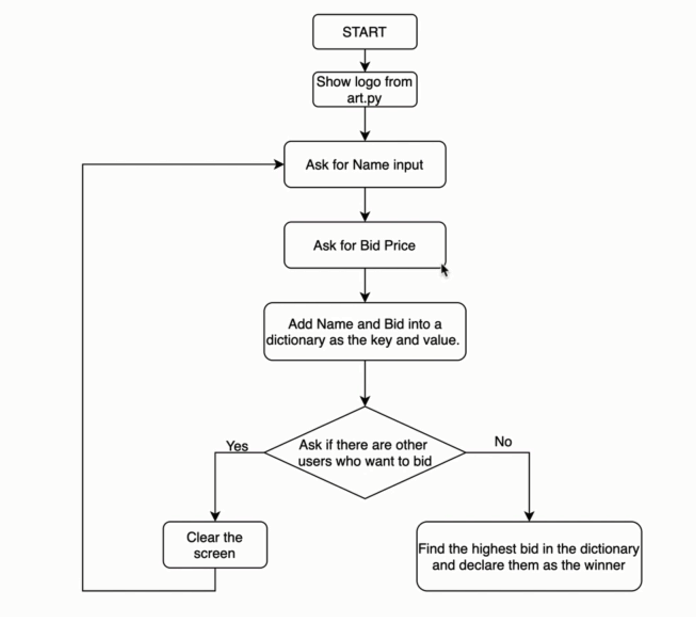 START
Show logo from
art.py
Ask for Name input
Ask for Bid Price
Add Name and Bid into a
dictionary as the key and value.
Ask if there are other
users who want to bid
Yes
No
Clear the
screen
Find the highest bid in the dictionary
and declare them as the winner